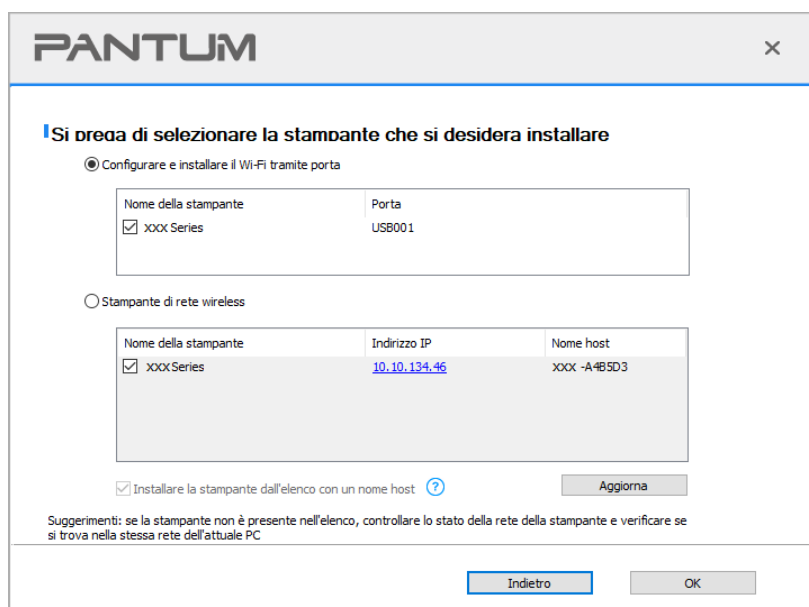 PANTUM
Si prega di selezionare la stampante che si desidera installare
Configurare e installare il Wi-Fi tramite porta
Nome della stampante Porta
XXX Series USB001
Stampante di rete wireless
Nome della stampante Indirizzo IP Nome host
XXX Series 10.10.134.46 XXX -A4B5D3
Installare la stampante dall'elenco con un nome host ? Aggiorna
Suggerimenti: se la stampante non è presente nell'elenco, controllare lo stato della rete della stampante e verificare se
si trova nella stessa rete dell'attuale PC
Indietro OK